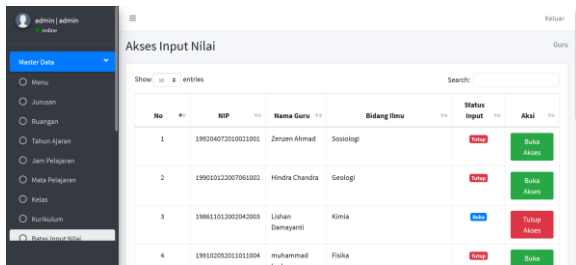 admin | admin
online
Keluar
Master Data
Menu
Jurusan
Ruangan
Tahun Ajaran
Jam Pelajaran
Mata Pelajaran
Kelas
Kurikulum
Batas Input Nilai
Akses Input Nilai
Guru
Show 10 entries
Search:
No NIP Nama Guru Bidang Ilmu Status Input Aksi
1 199204072010021001 Zenzen Ahmad Sosiologi Tutup Buka Akses
2 199010122007061002 Hindra Chandra Geologi Tutup Buka Akses
3 198611012002042003 Lishan Damayanti Kimia Buka Tutup Akses
4 199102052011011004 muhammad Fisika Tutup Buka